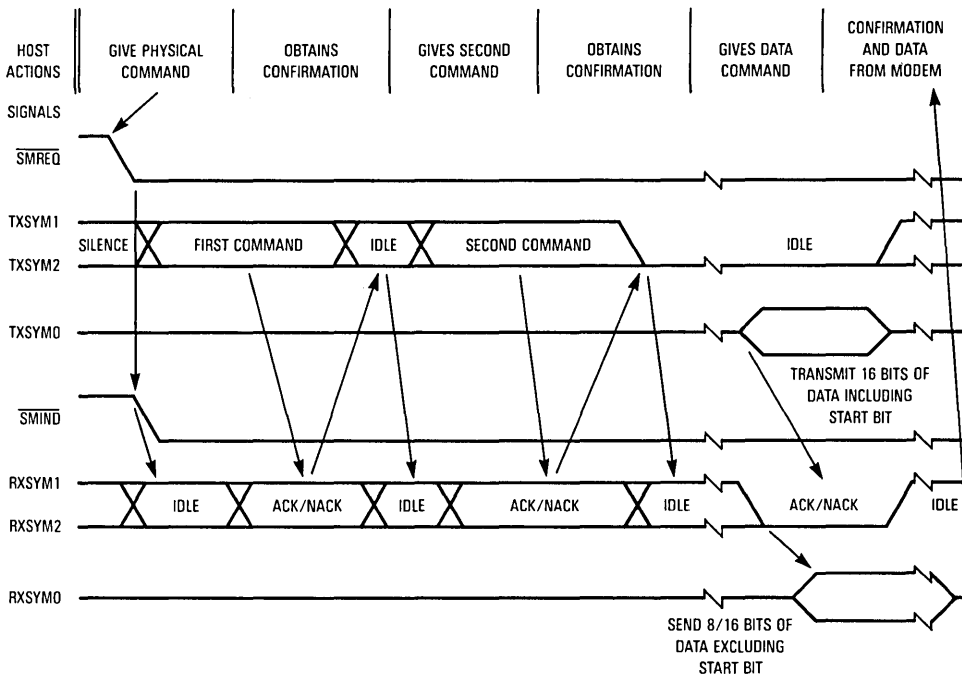 HOST
ACTIONS
GIVE PHYSICAL
COMMAND
OBTAINS
CONFIRMATION
GIVES SECOND
COMMAND
OBTAINS
CONFIRMATION
GIVES DATA
COMMAND
CONFIRMATION
AND DATA
FROM MODEM
SIGNALS
SMREQ
TXSYM1
SILENCE
FIRST COMMAND
IDLE
SECOND COMMAND
IDLE
TXSYM2
TXSYM0
TRANSMIT 16 BITS OF
DATA INCLUDING
START BIT
SMIND
RXSYM1
IDLE
ACK/NACK
IDLE
ACK/NACK
IDLE
ACK/NACK
IDLE
RXSYM2
RXSYM0
SEND 8/16 BITS OF
DATA EXCLUDING
START BIT